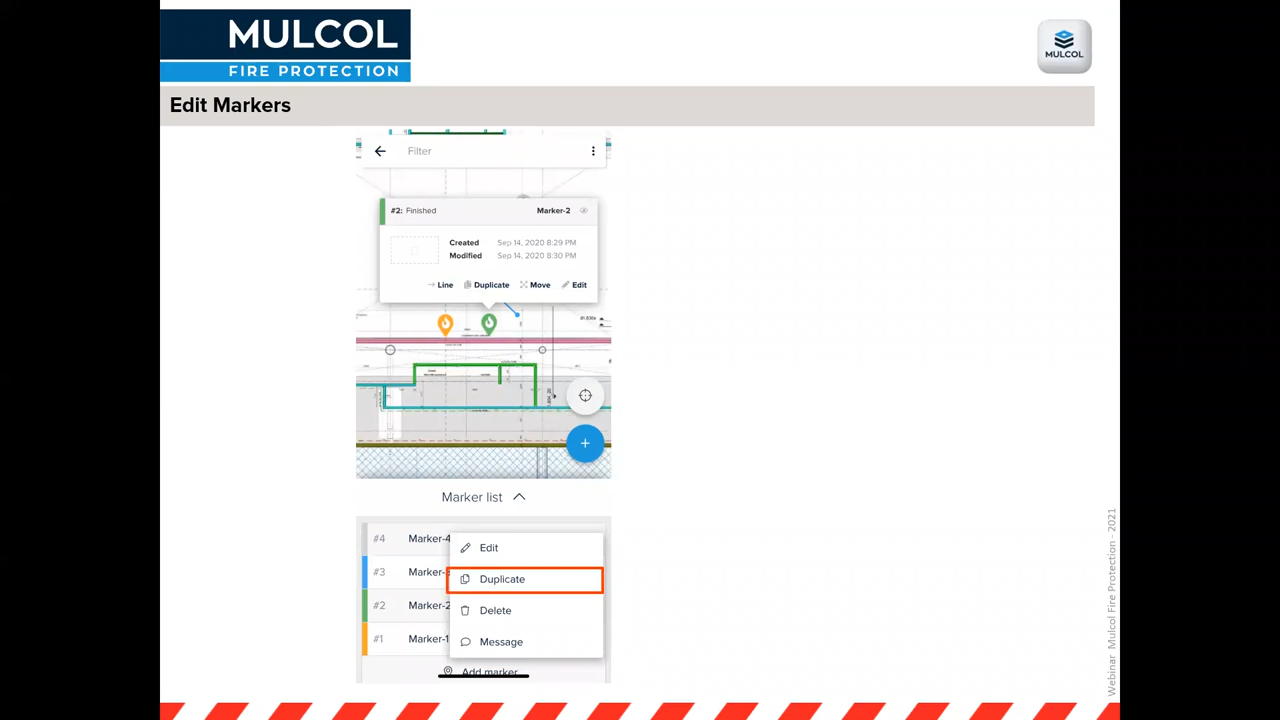 MULCOL
FIRE PROTECTION
MULCOL
Edit Markers
Filter
#2: Finished Marker-2
Created Sep 14, 2020 8:29 PM
Modified Sep 14, 2020 8:30 PM
Line Duplicate Move Edit
Marker list
#4 Marker-4
#3 Marker-
#2 Marker-2
#1 Marker-1
Edit
Duplicate
Delete
Message
Add marker
Webinar Mulcol Fire Protection - 2021